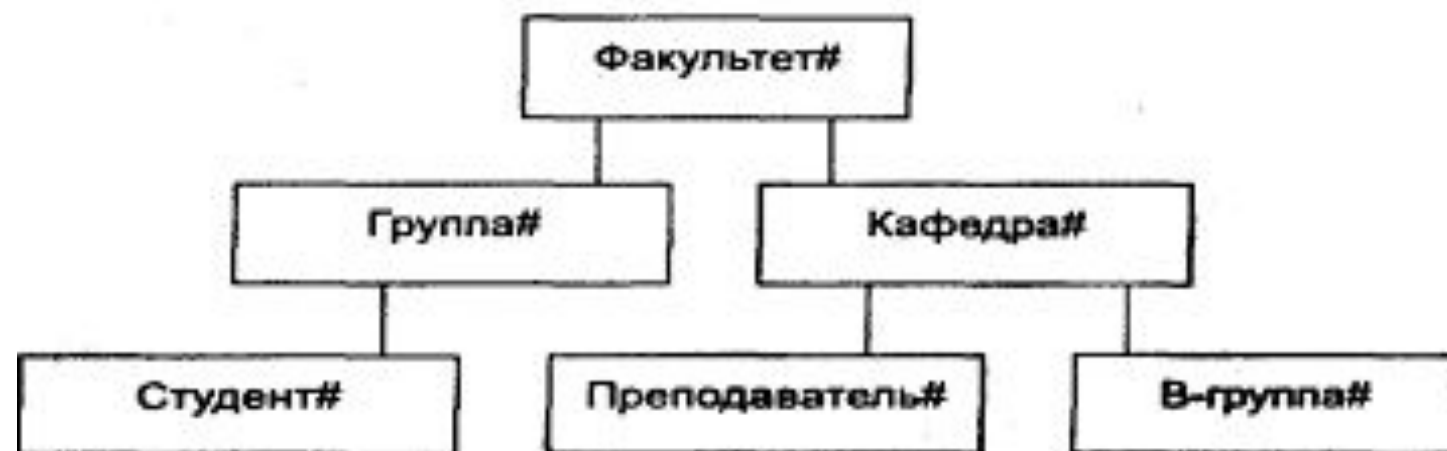 Факультет#
Группа#
Кафедра#
Студент#
Преподаватель#
В-группа#